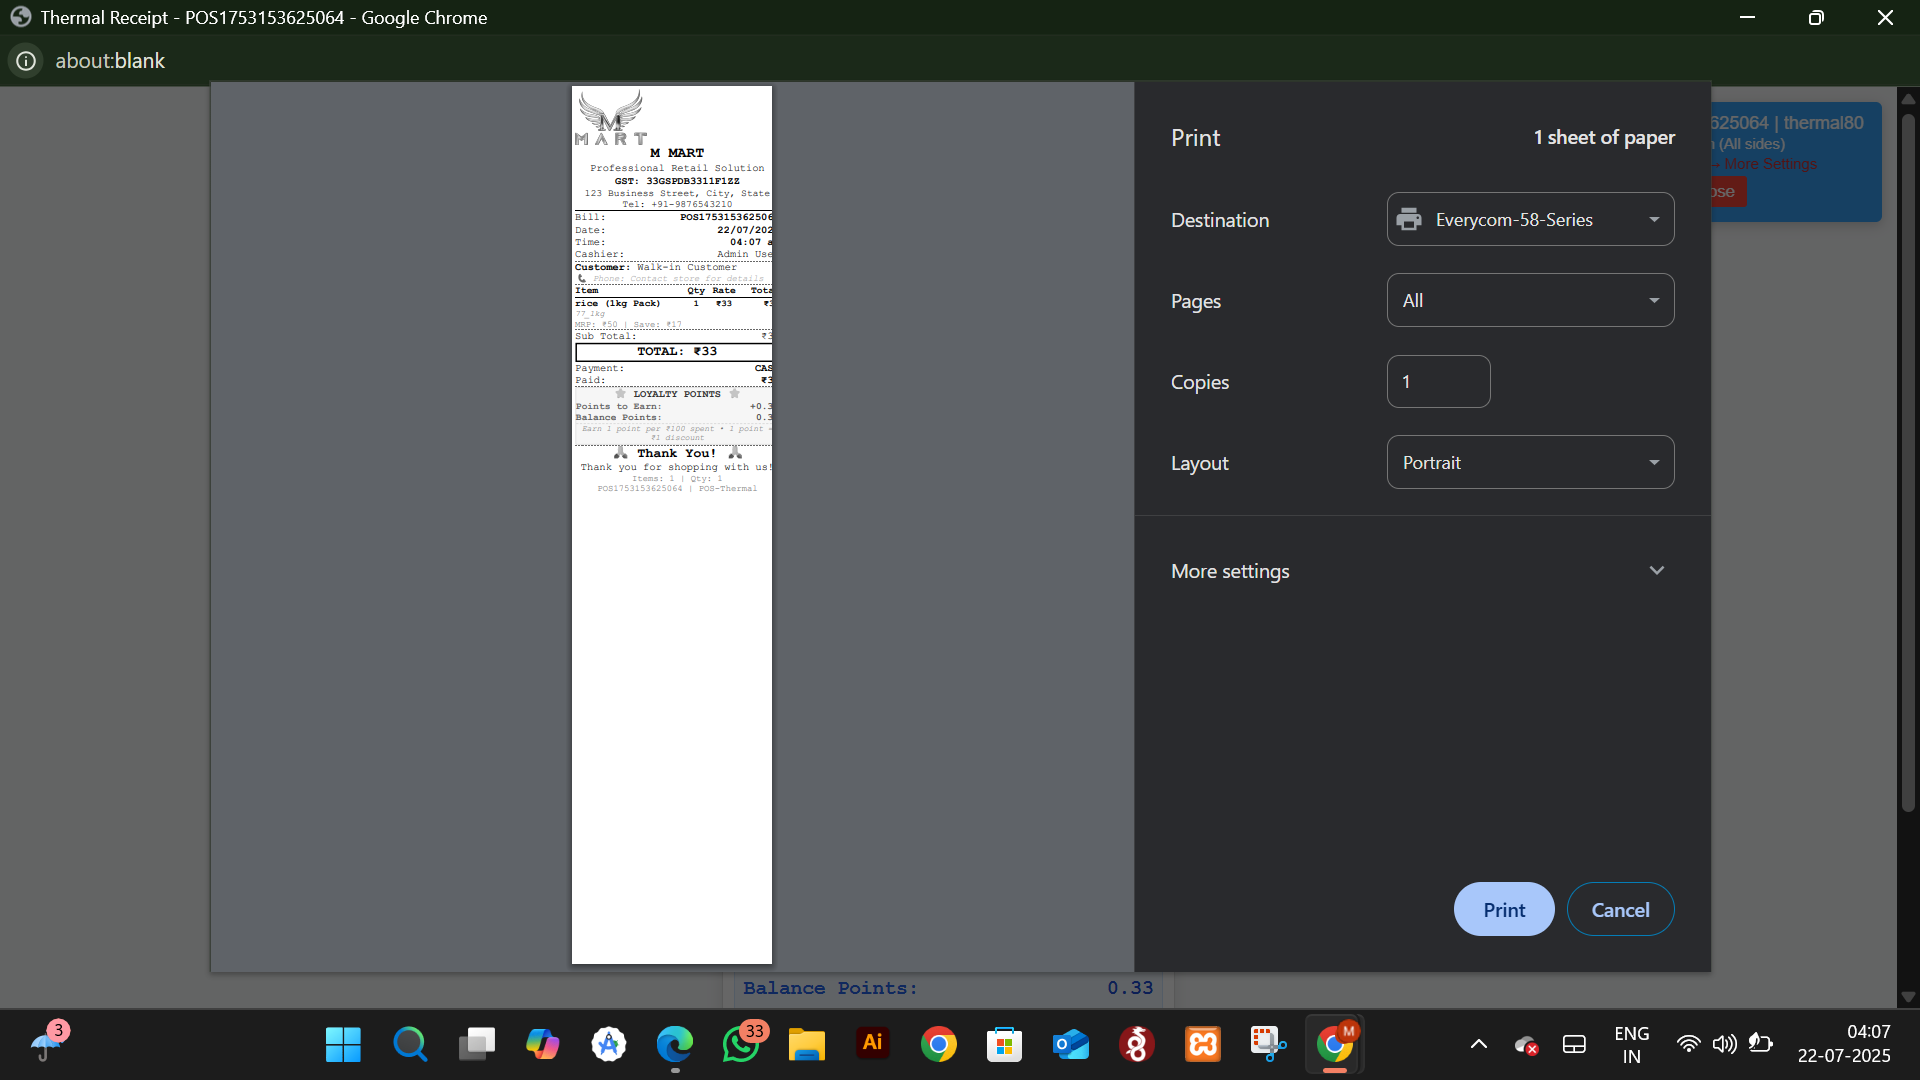 Thermal Receipt - POS1753153625064 - Google Chrome
about:blank
M
MART
M MART
Professional Retail Solution
GST: 33GSPDB3311F1ZZ
123 Business Street, City, State
Tel: +91-9876543210
Bill: POS175315362506
Date: 22/07/202
Time: 04:07 a
Cashier: Admin Use
Customer: Walk-in Customer
Phone: Contact store for details
Item Qty Rate Tota
rice (1kg Pack) 1 ₹33 ₹3
77_1kg
MRP: ₹50 | Save: ₹17
Sub Total: ₹3
TOTAL: ₹33
Payment: CAS
Paid: ₹3
LOYALTY POINTS
Points to Earn: +0.3
Balance Points: 0.3
Earn 1 point per ₹100 spent • 1 point =
₹1 discount
Thank You!
Thank you for shopping with us!
Items: 1 | Qty: 1
POS1753153625064 | POS-Thermal
Print 1 sheet of paper
Destination Everycom-58-Series
Pages All
Copies 1
Layout Portrait
More settings
Print Cancel
625064 | thermal80
(All sides)
→ More Settings
ose
Balance Points: 0.33
3
33
Ai
M
ENG
IN
04:07
22-07-2025